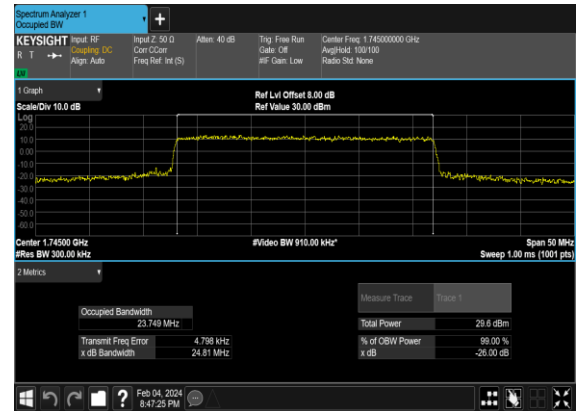 Spectrum Analyzer 1
Occupied BW
+
KEYSIGHT Input: RF Input Z: 50 Ω Atten: 40 dB Trig: Free Run Center Freq: 1.745000000 GHz
R T Coupling: DC Corr CCorr Gate: Off Avg|Hold: 100/100
Align: Auto Freq Ref: Int (S) #IF Gain: Low Radio Std: None
1 Graph
Ref Lvl Offset 8.00 dB
Scale/Div 10.0 dB Ref Value 30.00 dBm
Log
20.0
10.0
0.00
-10.0
-20.0
-30.0
-40.0
-50.0
-60.0
Center 1.74500 GHz #Video BW 910.00 kHz* Span 50 MHz
#Res BW 300.00 kHz Sweep 1.00 ms (1001 pts)
2 Metrics
Measure Trace Trace 1
Occupied Bandwidth
23.749 MHz Total Power 29.6 dBm
Transmit Freq Error 4.798 kHz % of OBW Power 99.00 %
x dB Bandwidth 24.81 MHz x dB -26.00 dB
? Feb 04, 2024
8:47:25 PM